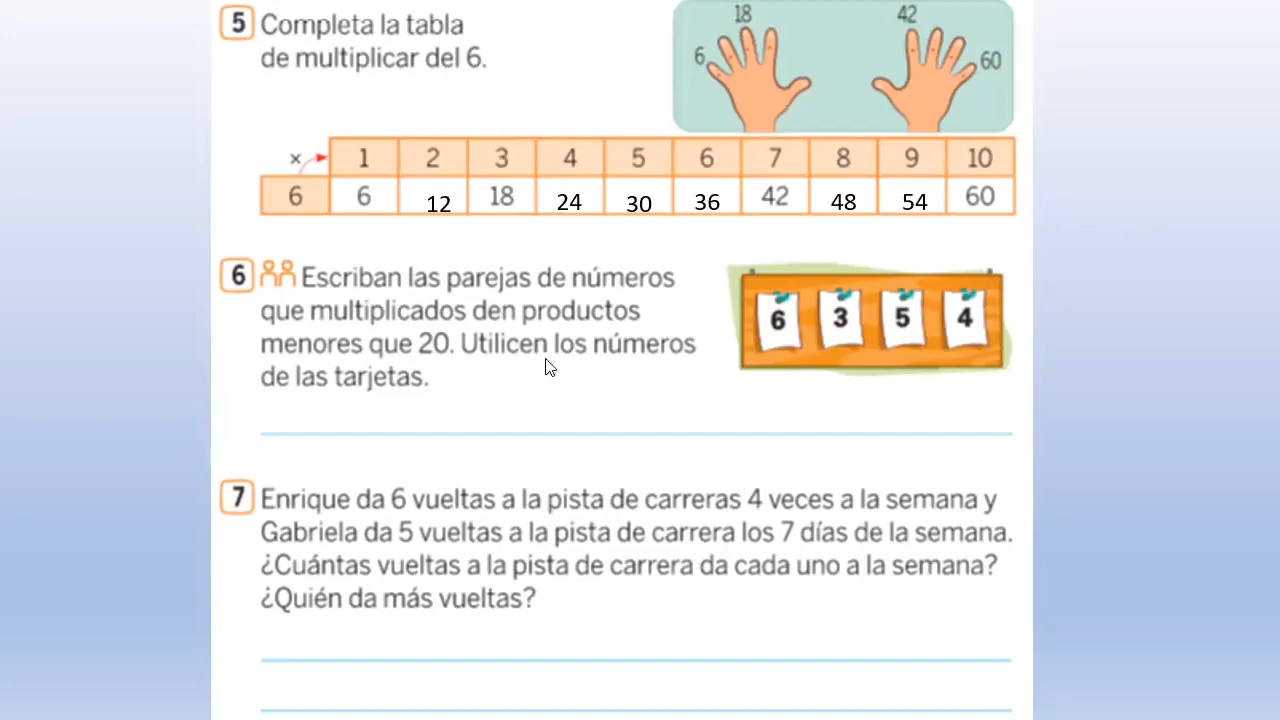 5 Completa la tabla
de multiplicar del 6.
18 42
6 60
× 1 2 3 4 5 6 7 8 9 10
6 6 12 18 24 30 36 42 48 54 60
6 Escriban las parejas de números
que multiplicados den productos
menores que 20. Utilicen los números
de las tarjetas.
6 3 5 4
7 Enrique da 6 vueltas a la pista de carreras 4 veces a la semana y
Gabriela da 5 vueltas a la pista de carrera los 7 días de la semana.
¿Cuántas vueltas a la pista de carrera da cada uno a la semana?
¿Quién da más vueltas?